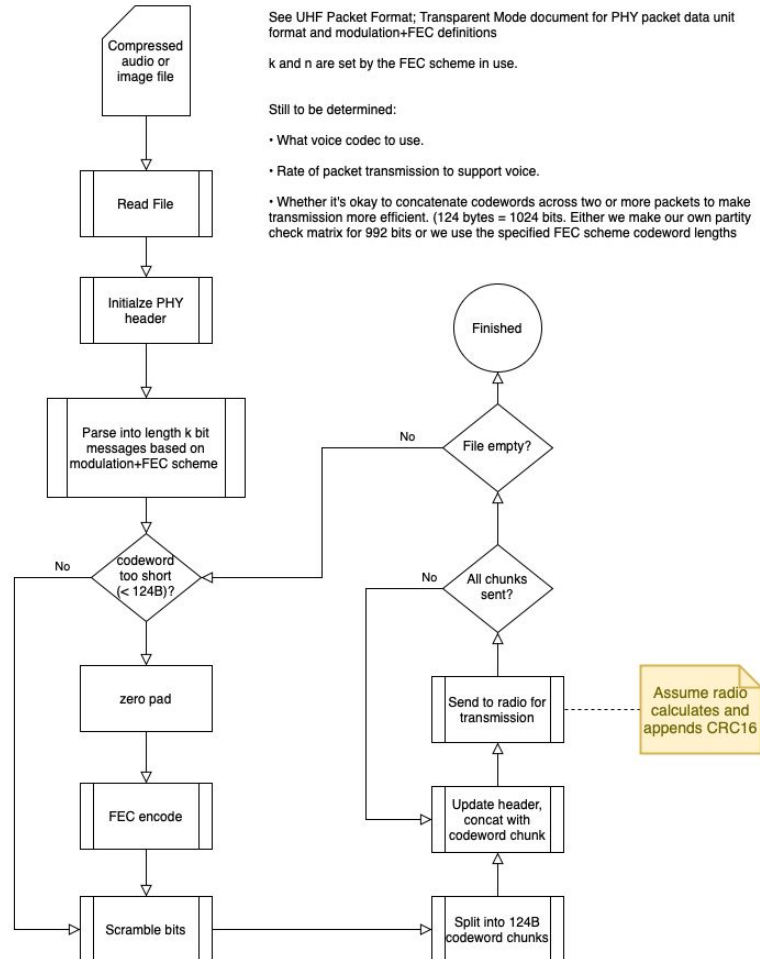 See UHF Packet Format; Transparent Mode document for PHY packet data unit
format and modulation+FEC definitions
k and n are set by the FEC scheme in use.
Still to be determined:
• What voice codec to use.
• Rate of packet transmission to support voice.
• Whether it's okay to concatenate codewords across two or more packets to make
transmission more efficient. (124 bytes = 1024 bits. Either we make our own partity
check matrix for 992 bits or we use the specified FEC scheme codeword lengths
Compressed
audio or
image file
Read File
Initialze PHY
header
Parse into length k bit
messages based on
modulation+FEC scheme
codeword
too short
(< 124B)?
No
zero pad
FEC encode
Scramble bits
Split into 124B
codeword chunks
Update header,
concat with
codeword chunk
Send to radio for
transmission
Assume radio
calculates and
appends CRC16
All chunks
sent?
No
File empty?
No
Finished